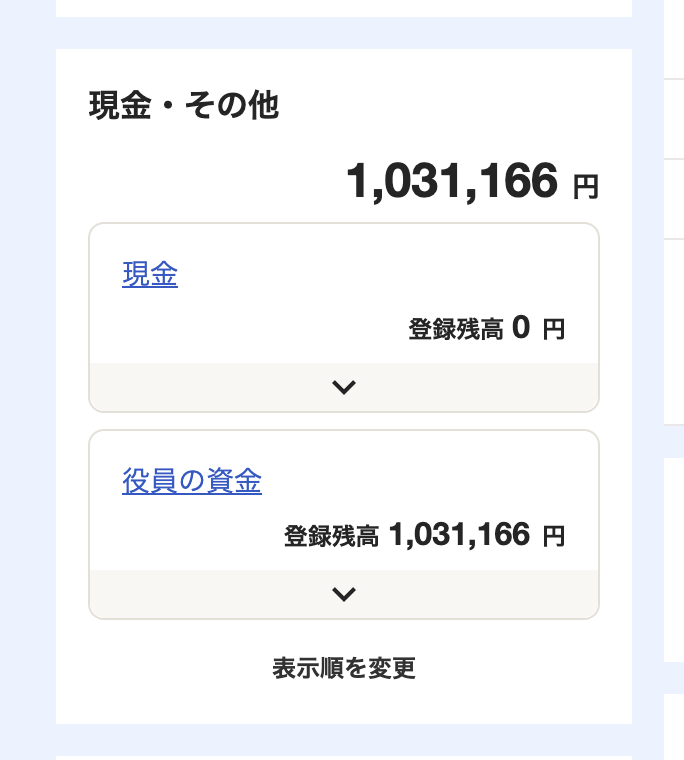 現金・その他
1,031,166 円
現金
登録残高 0 円
役員の資金
登録残高 1,031,166 円
表示順を変更